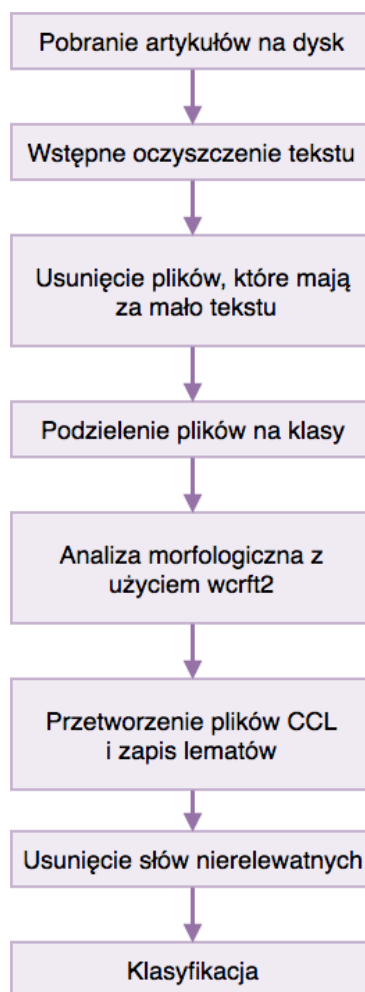 Pobranie artykułów na dysk
Wstępne oczyszczenie tekstu
Usunięcie plików, które mają
za mało tekstu
Podzielenie plików na klasy
Analiza morfologiczna z
użyciem wcrft2
Przetworzenie plików CCL
i zapis lematów
Usunięcie słów nierelewatnych
Klasyfikacja